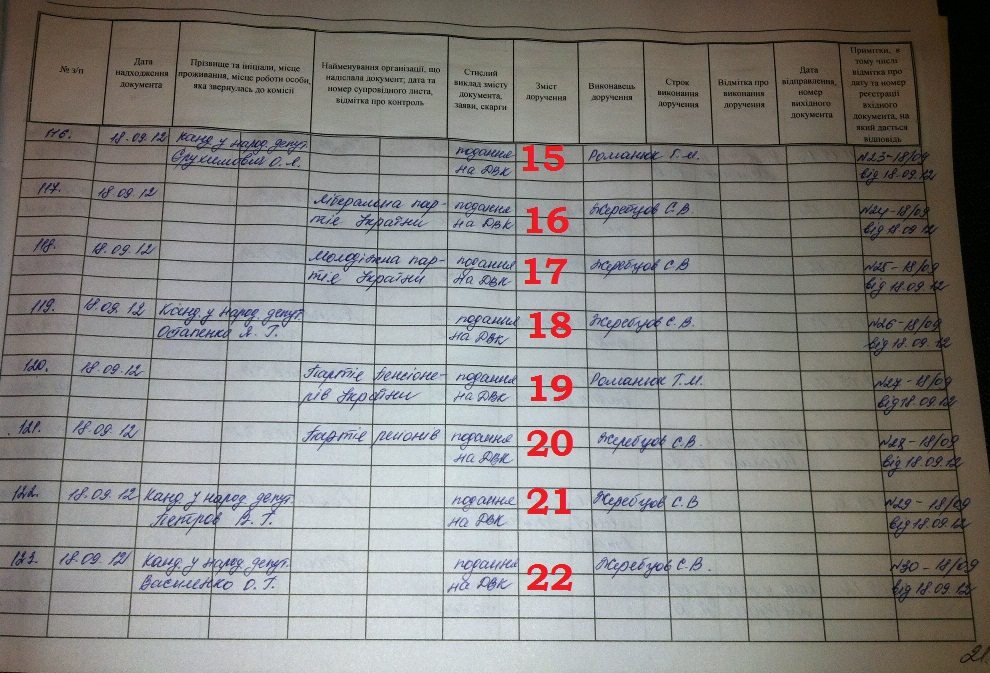 № з/п
Дата надходження документа
Прізвище та ініціали, місце проживання, місце роботи особи, яка звернулась до комісії
Найменування організації, що надіслала документ; дата та номер супровідного листа, відмітка про контроль
Стислий виклад змісту документа, заяви, скарги
Зміст доручення
Виконавець доручення
Строк виконання доручення
Відмітка про виконання доручення
Дата відправлення, номер вихідного документа
Примітки, в тому числі відмітка про дату та номер реєстрації вхідного документа, на який дається відповідь
116. 18.09.12 Канд. у народ. депут. подання 15 Романюк Т.М. №23-18/09
О.Я. на ДВК від 18.09.12
117. 18.09.12 Ліберальна пар- подання 16 Жеребцов С.В. №24-18/09
тія України на ДВК від 18.09.12
118. 18.09.12 Молодіжна пар- подання 17 Жеребцов С.В №25-18/09
тія України на ДВК від 18.09.12
119. 18.09.12 Канд. у народ. депут. подання 18 Жеребцов С.В. №26-18/09
Остапенко Я.Г. на ДВК від 18.09.12
120. 18.09.12 Партія Пенсіоне- подання 19 Романюк Т.М. №27-18/09
рів України на ДВК від 18.09.12
121. 18.09.12 Партія регіонів подання 20 Жеребцов С.В. №28-18/09
на ДВК від 18.09.12
122. 18.09.12 Канд. у народ. депут. подання 21 Жеребцов С.В №29-18/09
Петров В.Г. на ДВК від 18.09.12
123. 18.09.12 Канд. у народ. депут. подання 22 Жеребцов С.В. №30-18/09
Василенко О.Г. на ДВК від 18.09.12
21